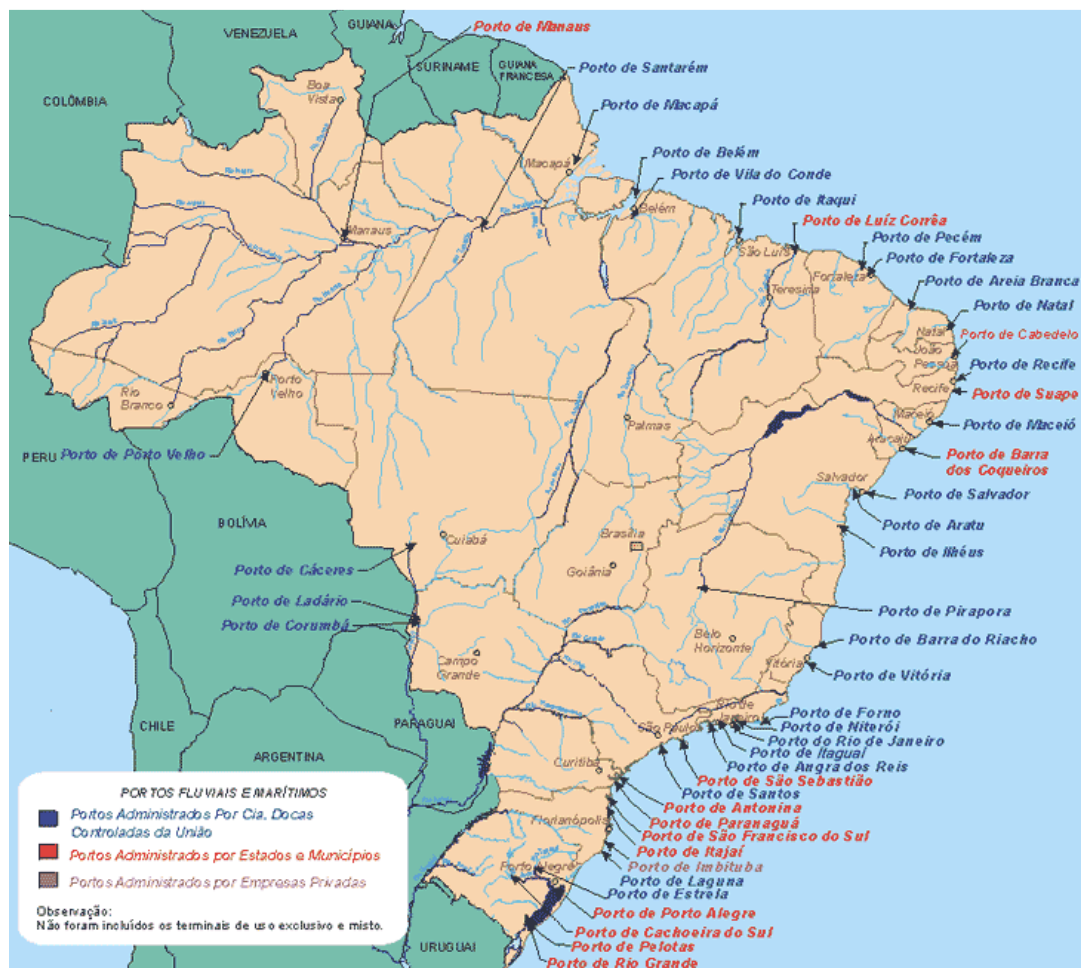 VENEZUELA
GUIANA
Porto de Manaus
SURINAME
GUIANA
FRANCESA
Porto de Santarém
COLÔMBIA
Boa
Vista
Porto de Macapá
Macapá
Porto de Belém
Porto de Vila do Conde
Belém
Porto de Itaqui
Porto de Luíz Corrêa
Manaus
São Luís
Porto de Pecém
Porto de Fortaleza
Fortaleza
Teresina
Porto de Areia Branca
Porto de Natal
Natal
Porto de Cabedelo
João
Pessoa
Porto de Recife
Recife
Porto de Suape
Porto
Velho
Rio
Branco
Palmas
Maceió
Porto de Maceió
Aracaju
PERU
Porto de Porto Velho
Porto de Barra
dos Coqueiros
Salvador
Porto de Salvador
Porto de Aratu
BOLÍMA
Cuiabá
Brasília
Porto de Ilhéus
Goiânia
Porto de Cáceres
Porto de Ladário
Porto de Corumbá
Porto de Pirapora
Belo
Horizonte
Porto de Barra do Riacho
Campo
Grande
Vitória
Porto de Vitória
CHILE
PARAGUAI
ARGENTINA
São Paulo
Rio de
Janeiro
Porto de Forno
Porto de Niterói
Porto do Rio de Janeiro
Porto de Itaguaí
Porto de Angra dos Reis
Porto de São Sebastião
Porto de Santos
Curitiba
Porto de Antonina
Porto de Paranaguá
Florianópolis
Porto de São Francisco do Sul
Porto de Itajaí
Porto de Imbituba
Porto Alegre
Porto de Laguna
Porto de Estrela
Porto de Porto Alegre
Porto de Cachoeira do Sul
Porto de Pelotas
Porto de Rio Grande
URUGUAI
PORTOS FLUVIAIS E MARÍTIMOS
Portos Administrados Por Cia. Docas
Controladas da União
Portos Administrados por Estados e Municípios
Portos Administrados por Empresas Privadas
Observação:
Não foram incluídos os terminais de uso exclusivo e misto.